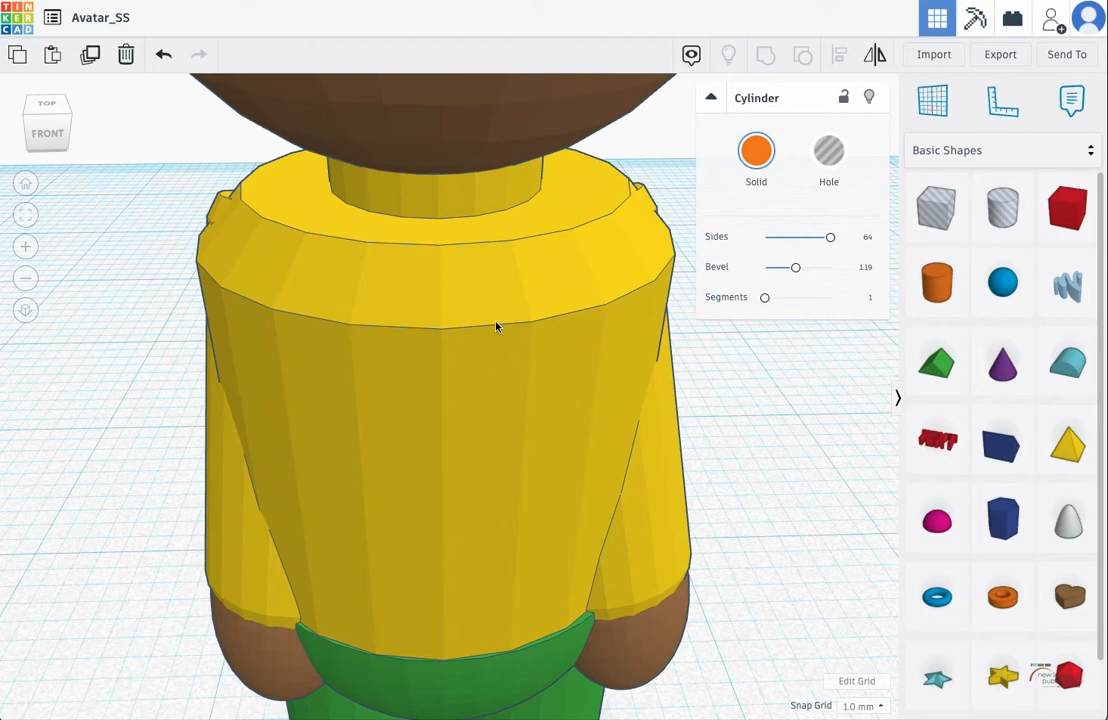 TIN
KER
CAD
Avatar_SS
Import
Export
Send To
TOP
FRONT
Cylinder
Solid
Hole
Sides
64
Bevel
1.19
Segments
1
Basic Shapes
TEXT
Edit Grid
Snap Grid
1.0 mm